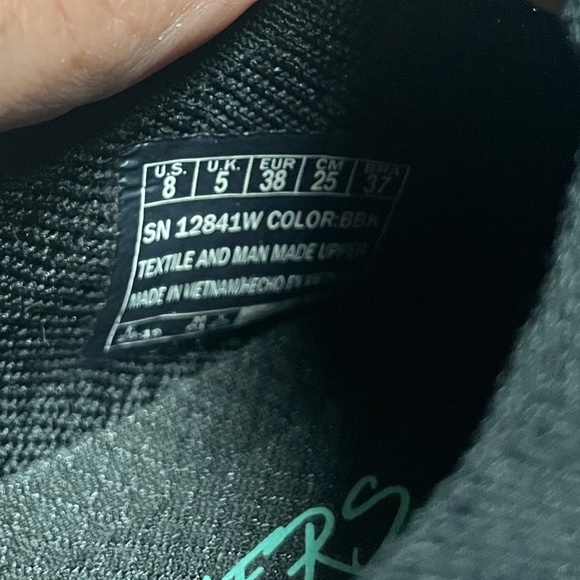 U.S. U.K. EUR CM BRA
8 5 38 25 37
SN 12841W COLOR:BBK
TEXTILE AND MAN MADE UPPER
MADE IN VIETNAM/HECHO EN
ERS